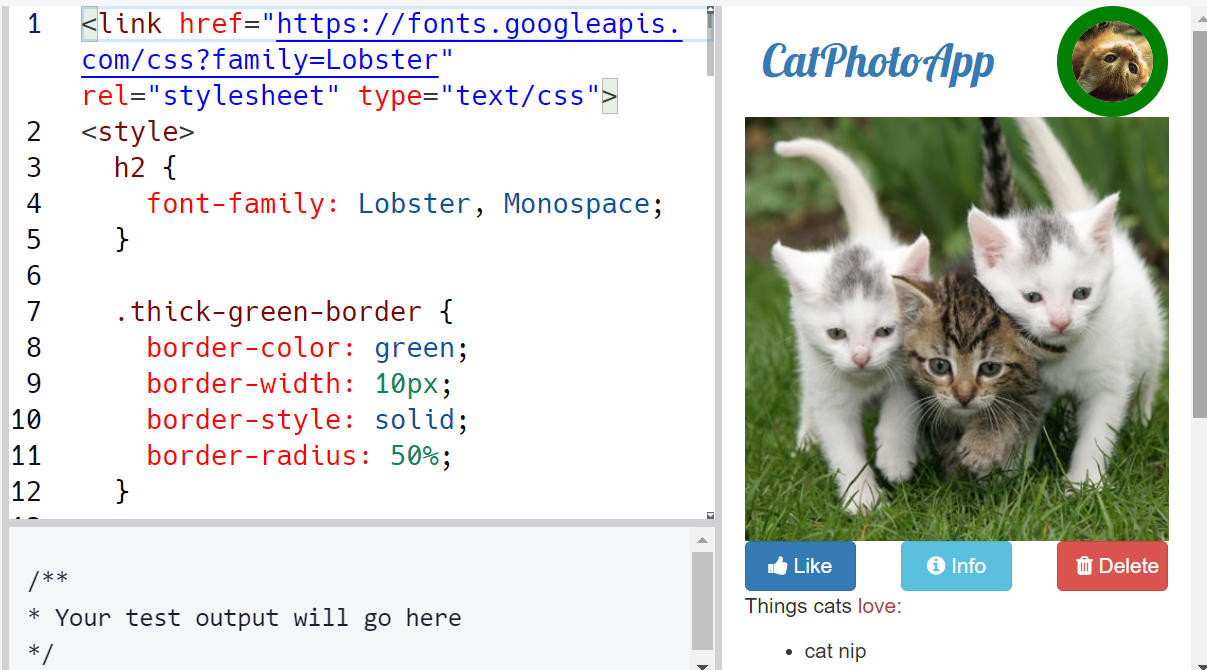 1 <link href="https://fonts.googleapis.
com/css?family=Lobster"
rel="stylesheet" type="text/css">
2 <style>
3 h2 {
4 font-family: Lobster, Monospace;
5 }
6
7 .thick-green-border {
8 border-color: green;
9 border-width: 10px;
10 border-style: solid;
11 border-radius: 50%;
12 }
/**
* Your test output will go here
*/
CatPhotoApp
Like Info Delete
Things cats love:
• cat nip